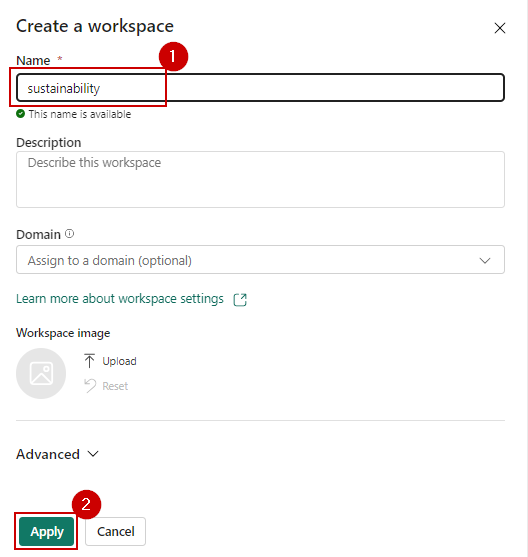 Create a workspace
1
Name *
sustainability
This name is available
Description
Describe this workspace
Domain
Assign to a domain (optional)
Learn more about workspace settings
Workspace image
Upload
Reset
Advanced
2
Apply Cancel